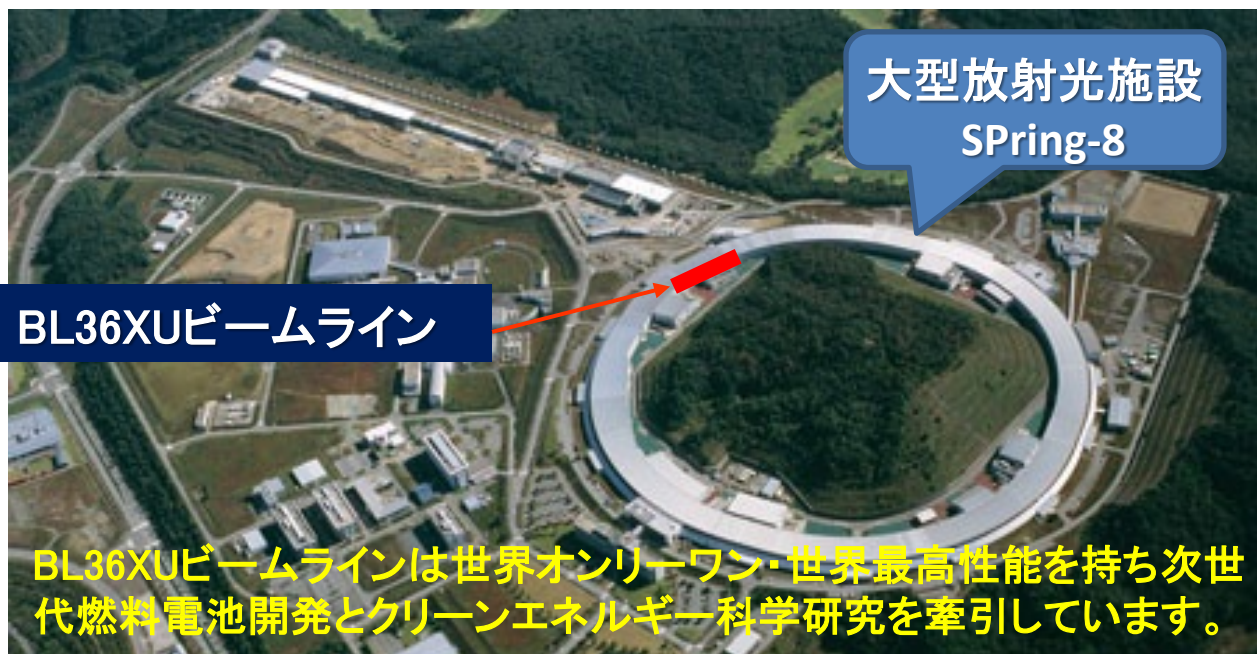 大型放射光施設
SPring-8
BL36XUビームライン
BL36XUビームラインは世界オンリーワン・世界最高性能を持ち次世
代燃料電池開発とクリーンエネルギー科学研究を牽引しています。